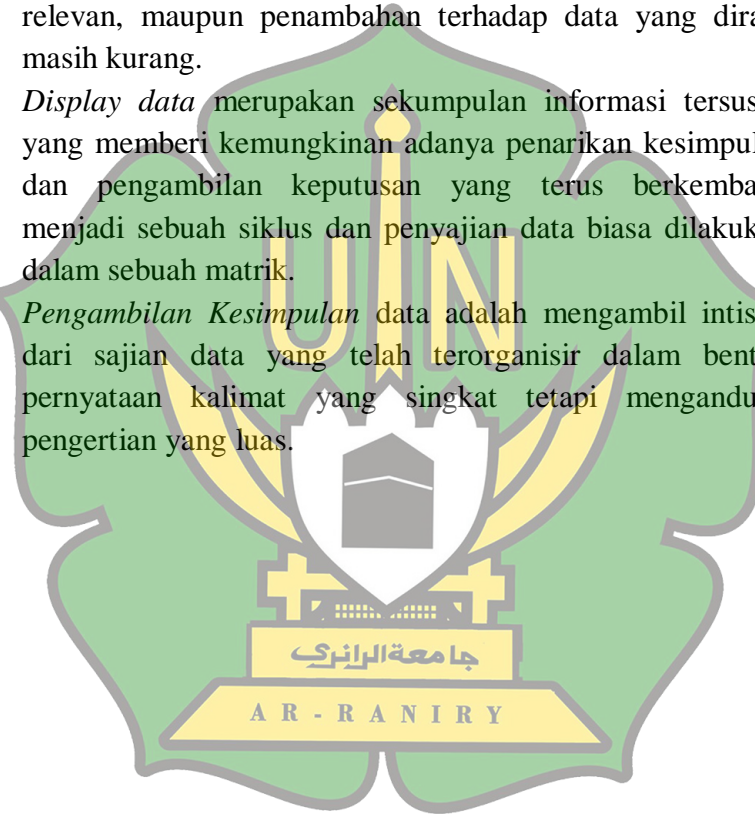 relevan, maupun penambahan terhadap data yang dira
masih kurang.
Display data merupakan sekumpulan informasi tersus
yang memberi kemungkinan adanya penarikan kesimpul
dan pengambilan keputusan yang terus berkemba
menjadi sebuah siklus dan penyajian data biasa dilakuk
dalam sebuah matrik.
Pengambilan Kesimpulan data adalah mengambil intis
dari sajian data yang telah terorganisir dalam bent
pernyataan kalimat yang singkat tetapi mengandu
pengertian yang luas.
UIN
جامعة الرانري
AR-RANIRY